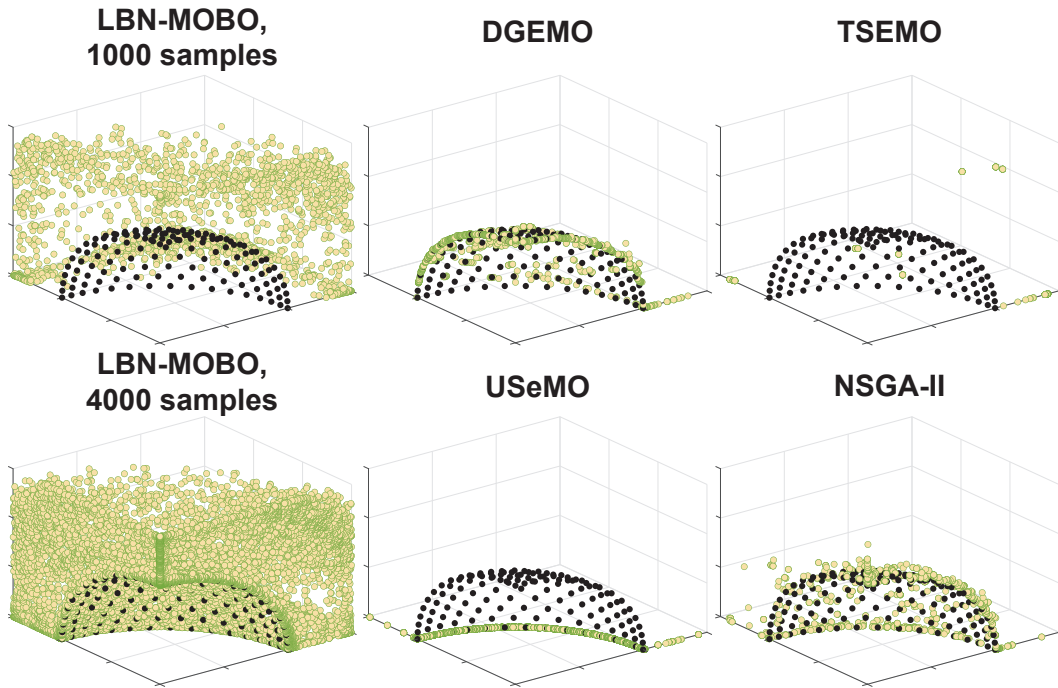 LBN-MOBO,
1000 samples
DGEMO
TSEMO
LBN-MOBO,
4000 samples
USeMO
NSGA-II